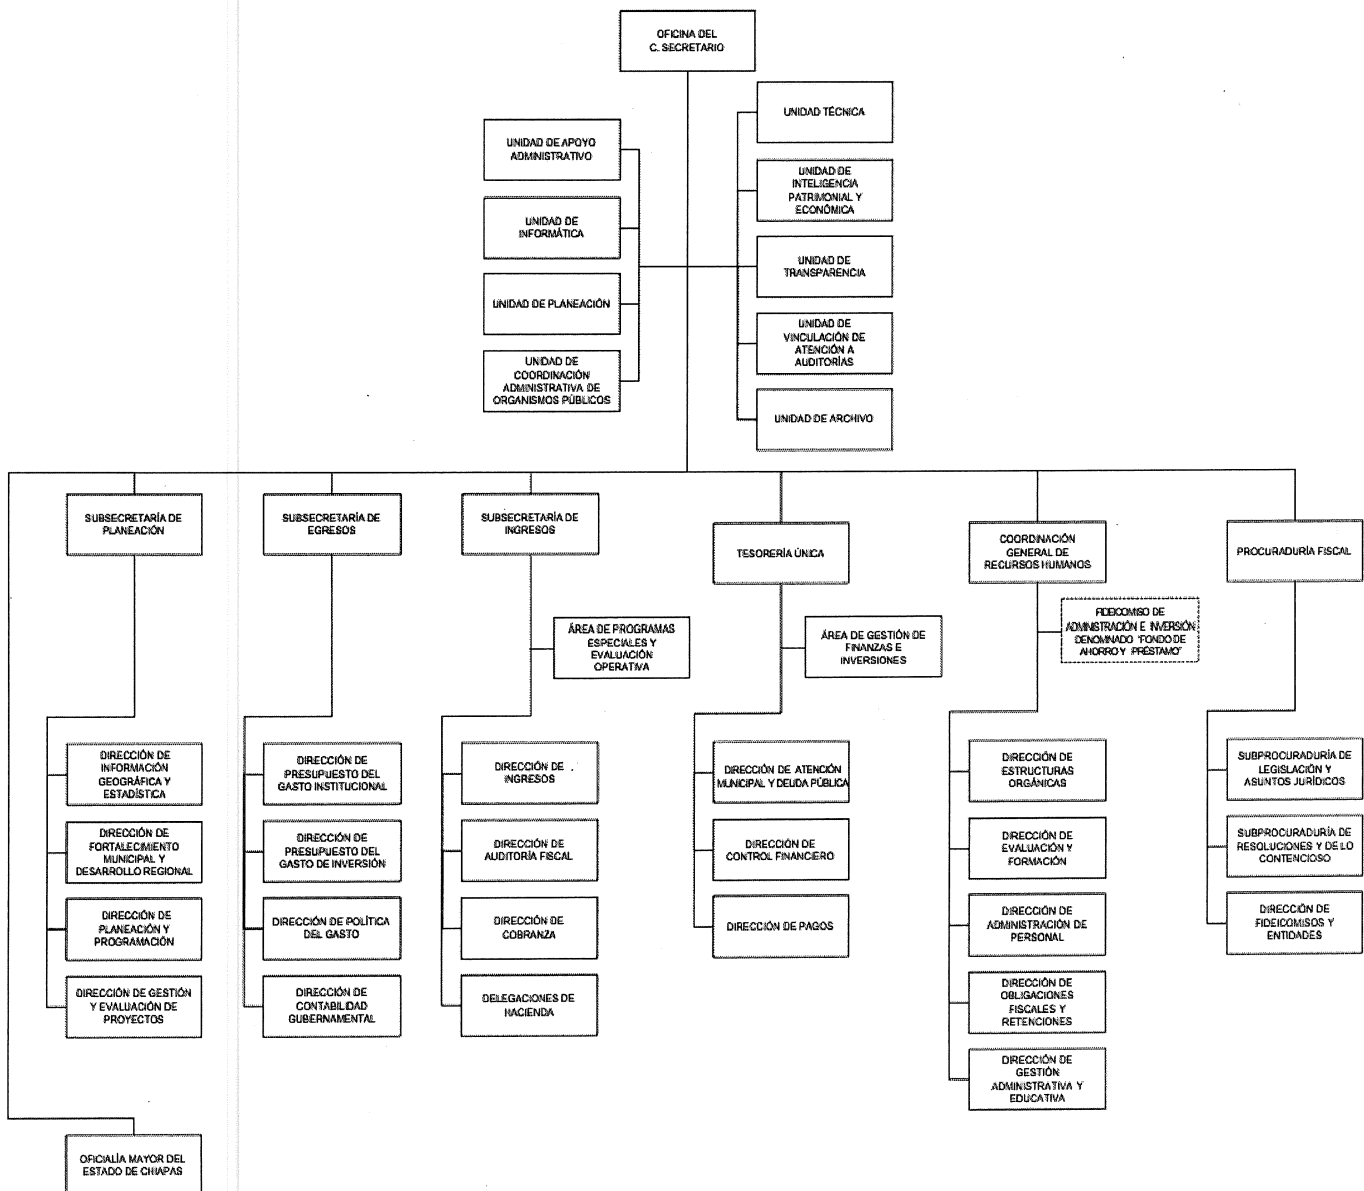 OFICINA DEL
C. SECRETARIO
UNIDAD DE APOYO
ADMINISTRATIVO
UNIDAD DE
INFORMÁTICA
UNIDAD DE PLANEACIÓN
UNIDAD DE
COORDINACIÓN
ADMINISTRATIVA DE
ORGANISMOS PÚBLICOS
UNIDAD TÉCNICA
UNIDAD DE
INTELIGENCIA
PATRIMONIAL Y
ECONÓMICA
UNIDAD DE
TRANSPARENCIA
UNIDAD DE
VINCULACIÓN DE
ATENCIÓN A
AUDITORÍAS
UNIDAD DE ARCHIVO
SUBSECRETARÍA DE
PLANEACIÓN
DIRECCIÓN DE
INFORMACIÓN
GEOGRÁFICA Y
ESTADÍSTICA
DIRECCIÓN DE
FORTALECIMIENTO
MUNICIPAL Y
DESARROLLO REGIONAL
DIRECCIÓN DE
PLANEACIÓN Y
PROGRAMACIÓN
DIRECCIÓN DE GESTIÓN
Y EVALUACIÓN DE
PROYECTOS
SUBSECRETARÍA DE
EGRESOS
DIRECCIÓN DE
PRESUPUESTO DEL
GASTO INSTITUCIONAL
DIRECCIÓN DE
PRESUPUESTO DEL
GASTO DE INVERSIÓN
DIRECCIÓN DE POLÍTICA
DEL GASTO
DIRECCIÓN DE
CONTABILIDAD
GUBERNAMENTAL
SUBSECRETARÍA DE
INGRESOS
ÁREA DE PROGRAMAS
ESPECIALES Y
EVALUACIÓN
OPERATIVA
DIRECCIÓN DE
INGRESOS
DIRECCIÓN DE
AUDITORÍA FISCAL
DIRECCIÓN DE
COBRANZA
DELEGACIONES DE
HACIENDA
TESORERÍA ÚNICA
ÁREA DE GESTIÓN DE
FINANZAS E
INVERSIONES
DIRECCIÓN DE ATENCIÓN
MUNICIPAL Y DEUDA PÚBLICA
DIRECCIÓN DE
CONTROL FINANCIERO
DIRECCIÓN DE PAGOS
COORDINACIÓN
GENERAL DE
RECURSOS HUMANOS
FIDEICOMISO DE
ADMINISTRACIÓN E INVERSIÓN
DENOMINADO "FONDO DE
AHORRO Y PRÉSTAMO"
DIRECCIÓN DE
ESTRUCTURAS
ORGÁNICAS
DIRECCIÓN DE
EVALUACIÓN Y
FORMACIÓN
DIRECCIÓN DE
ADMINISTRACIÓN DE
PERSONAL
DIRECCIÓN DE
OBLIGACIONES
FISCALES Y
RETENCIONES
DIRECCIÓN DE
GESTIÓN
ADMINISTRATIVA Y
EDUCATIVA
PROCURADURÍA FISCAL
SUBPROCURADURÍA DE
LEGISLACIÓN Y
ASUNTOS JURÍDICOS
SUBPROCURADURÍA DE
RESOLUCIONES Y DE LO
CONTENCIOSO
DIRECCIÓN DE
FIDEICOMISOS Y
ENTIDADES
OFICIALÍA MAYOR DEL
ESTADO DE CHIAPAS